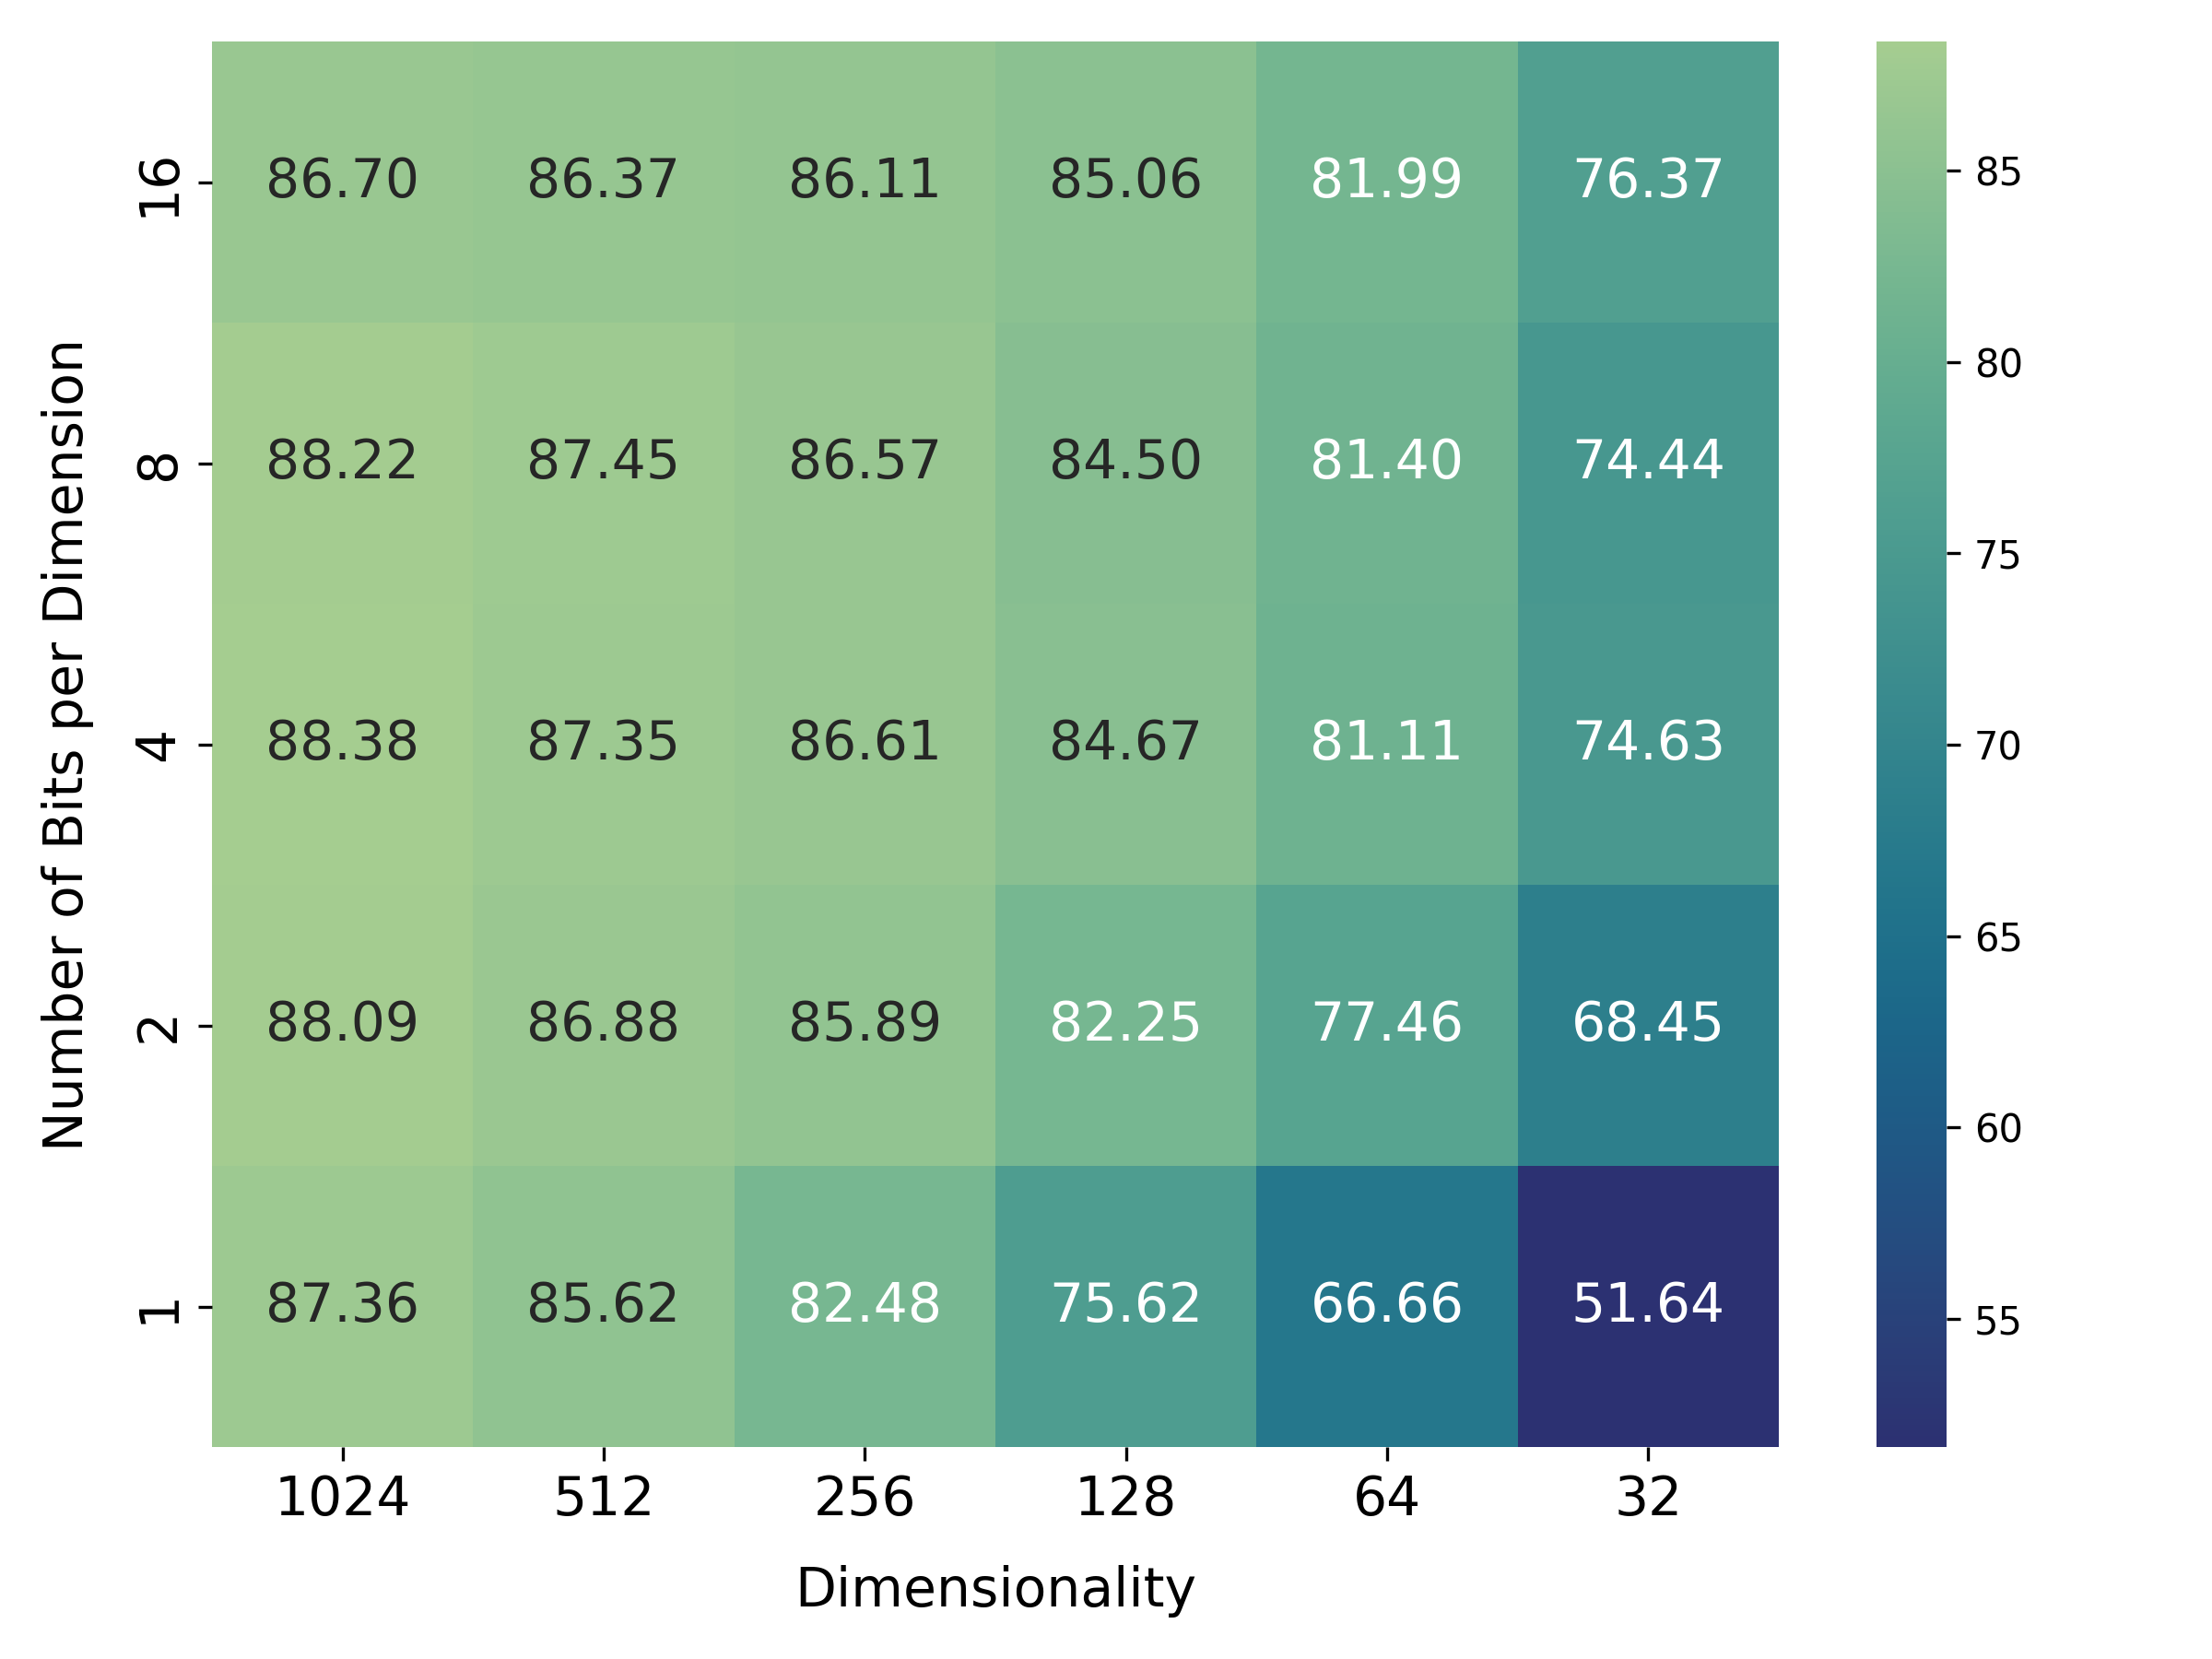 Number of Bits per Dimension
16 86.70 86.37 86.11 85.06 81.99 76.37
8 88.22 87.45 86.57 84.50 81.40 74.44
4 88.38 87.35 86.61 84.67 81.11 74.63
2 88.09 86.88 85.89 82.25 77.46 68.45
1 87.36 85.62 82.48 75.62 66.66 51.64
1024 512 256 128 64 32
Dimensionality
85
80
75
70
65
60
55